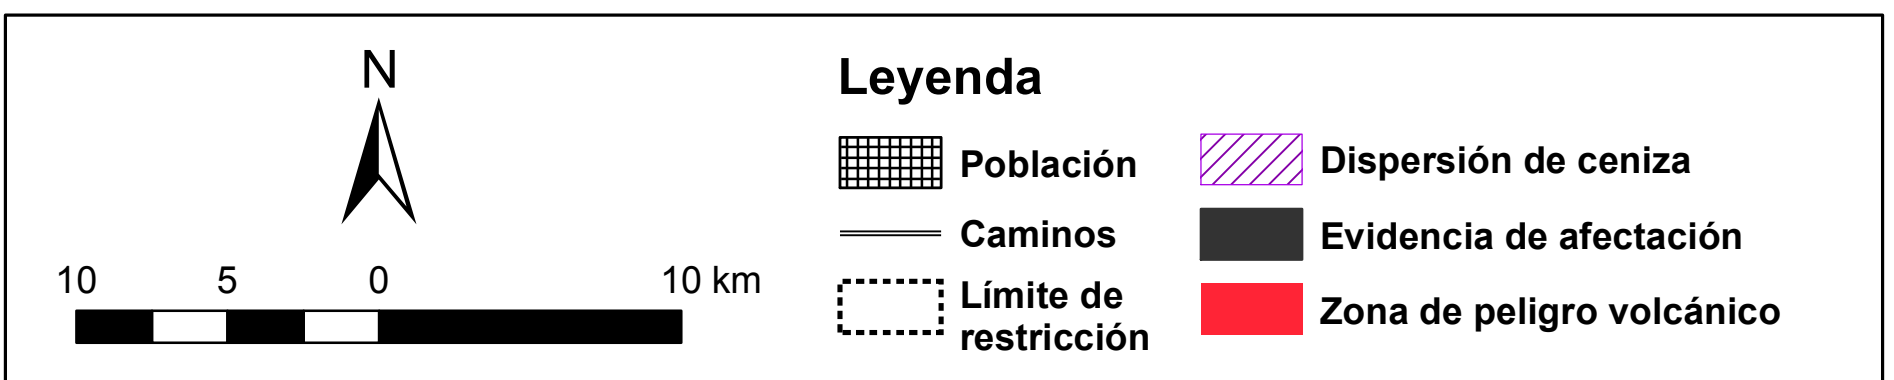 N
10 5 0 10 km
Leyenda
Población
Caminos
Límite de
restricción
Dispersión de ceniza
Evidencia de afectación
Zona de peligro volcánico